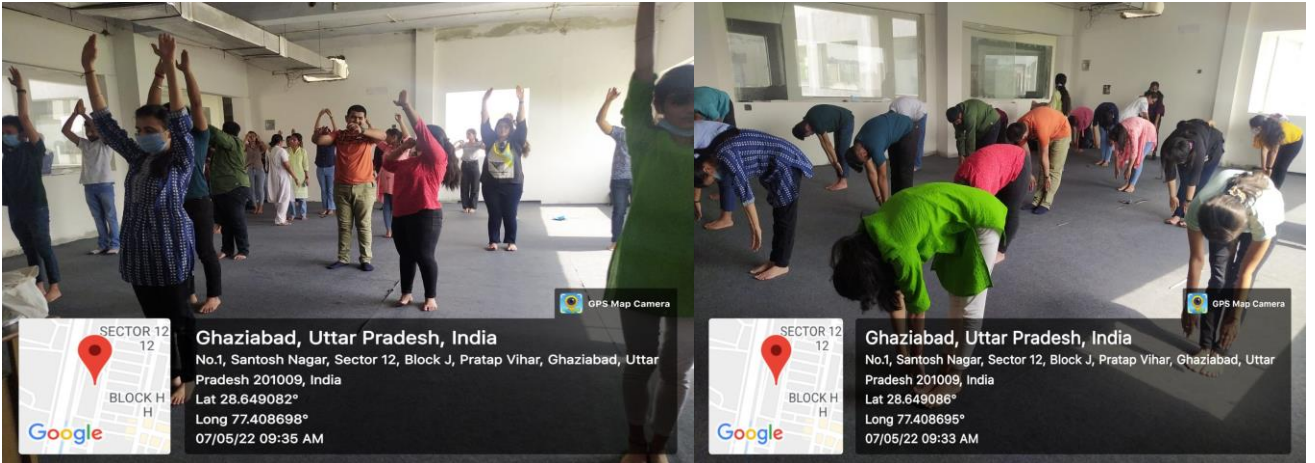 GPS Map Camera
SECTOR 12
12
BLOCK H
H
Google
Ghaziabad, Uttar Pradesh, India
No.1, Santosh Nagar, Sector 12, Block J, Pratap Vihar, Ghaziabad, Uttar
Pradesh 201009, India
Lat 28.649082°
Long 77.408698°
07/05/22 09:35 AM
GPS Map Camera
SECTOR 12
12
BLOCK H
H
Google
Ghaziabad, Uttar Pradesh, India
No.1, Santosh Nagar, Sector 12, Block J, Pratap Vihar, Ghaziabad, Uttar
Pradesh 201009, India
Lat 28.649086°
Long 77.408695°
07/05/22 09:33 AM